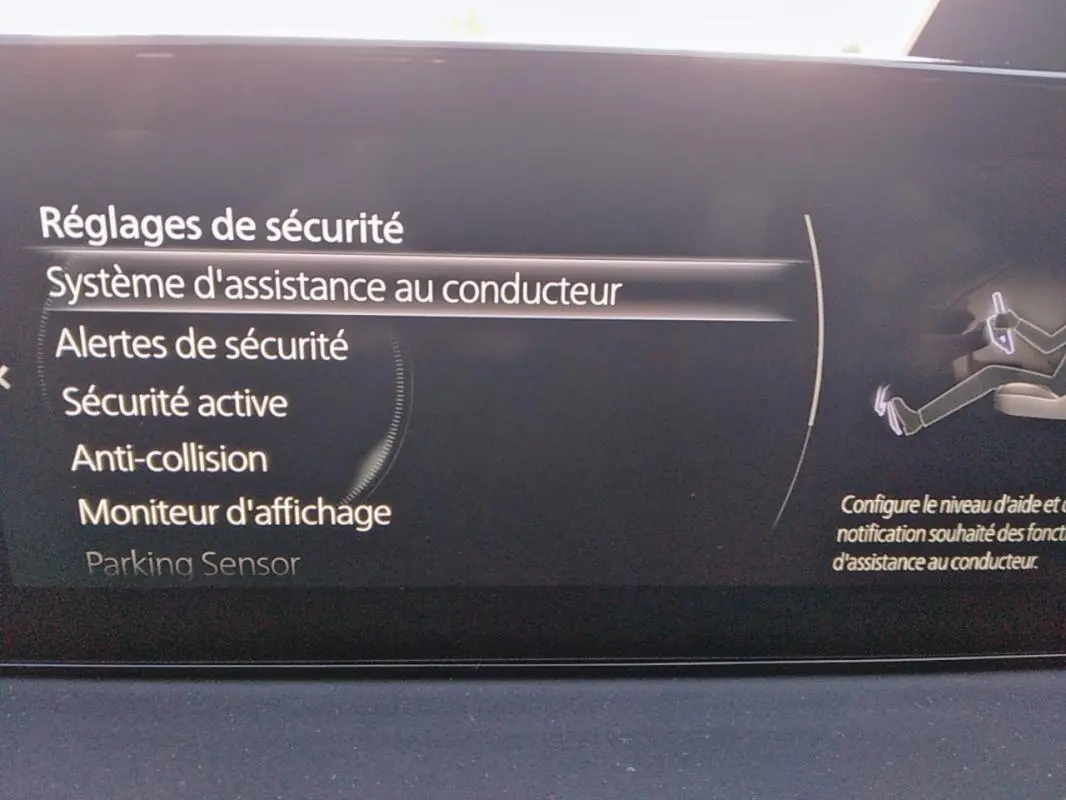 Réglages de sécurité
Système d'assistance au conducteur
Alertes de sécurité
Sécurité active
Anti-collision
Moniteur d'affichage
Parking Sensor
Configure le niveau d'aide et
notification souhaité des
d'assistance au conducteur.